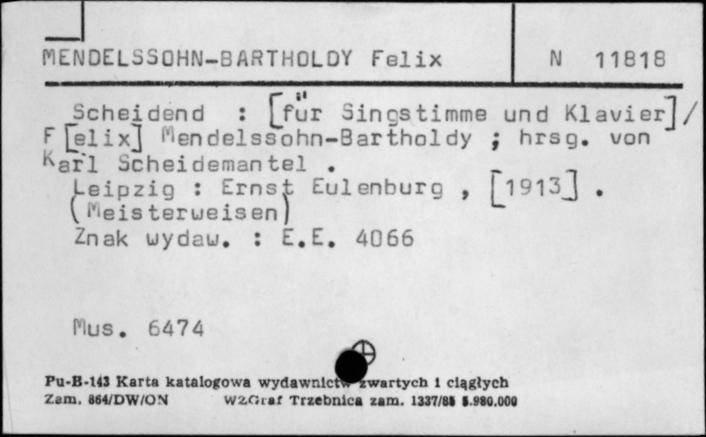 MENDELSSOHN-BARTHOLDY Felix N 11818
Scheidend : [für Singstimme und Klavier]/
F[elix] Mendelssohn-Bartholdy ; hrsg. von
Karl Scheidemantel .
Leipzig : Ernst Eulenburg , [1913] .
(Meisterweisen)
Znak wydaw. : E.E. 4066
Mus. 6474
Pu-B-143 Karta katalogowa wydawnictw zwartych i ciągłych
Zam. 864/DW/ON WZGraf Trzebnica zam. 1337/88 5.980.000